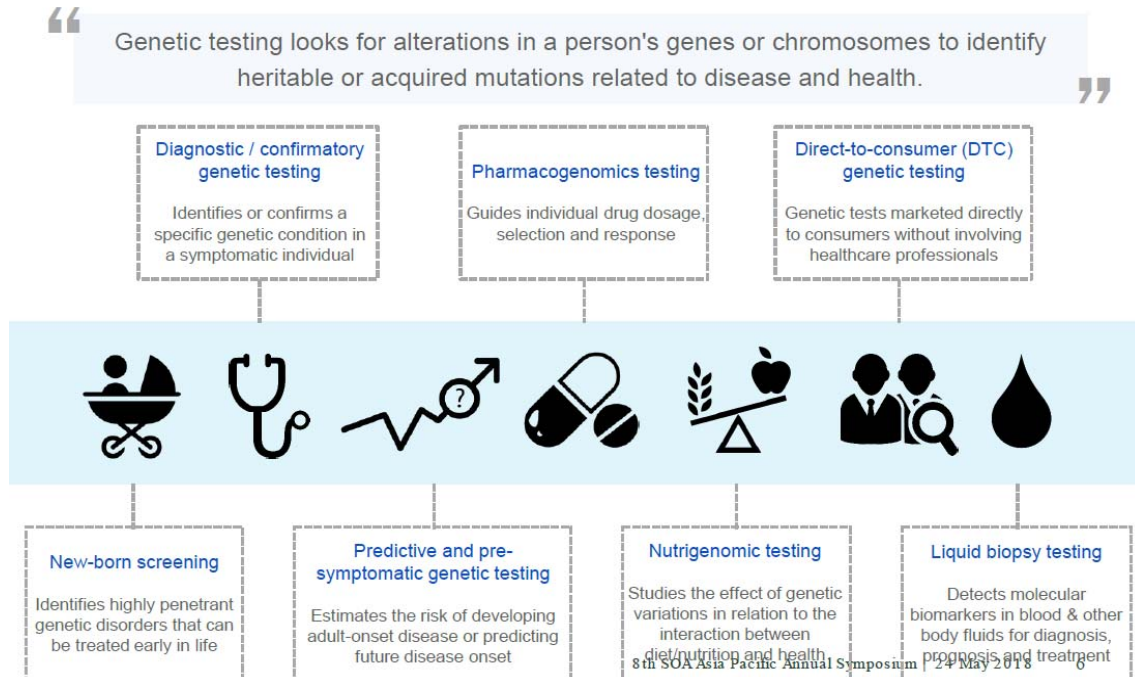 “
Genetic testing looks for alterations in a person's genes or chromosomes to identify
heritable or acquired mutations related to disease and health.
”
Diagnostic / confirmatory
genetic testing
Identifies or confirms a
specific genetic condition in
a symptomatic individual
Pharmacogenomics testing
Guides individual drug dosage,
selection and response
Direct-to-consumer (DTC)
genetic testing
Genetic tests marketed directly
to consumers without involving
healthcare professionals
?
New-born screening
Identifies highly penetrant
genetic disorders that can
be treated early in life
Predictive and pre-
symptomatic genetic testing
Estimates the risk of developing
adult-onset disease or predicting
future disease onset
Nutrigenomic testing
Studies the effect of genetic
variations in relation to the
interaction between
diet/nutrition and health
Liquid biopsy testing
Detects molecular
biomarkers in blood & other
body fluids for diagnosis,
prognosis and treatment
8th SOA Asia Pacific Annual Symposium | 24 May 2018 6